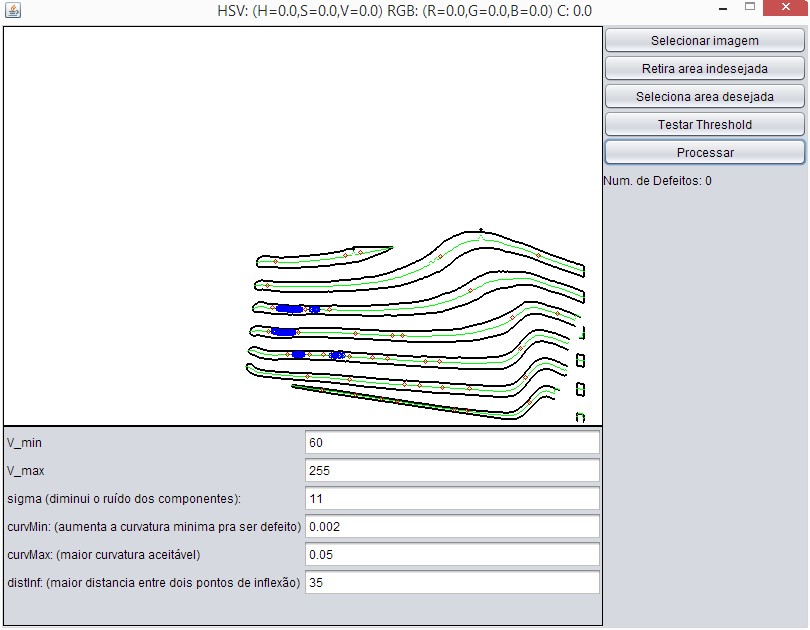 HSV: (H=0.0,S=0.0,V=0.0) RGB: (R=0.0,G=0.0,B=0.0) C: 0.0
Selecionar imagem
Retira area indesejada
Seleciona area desejada
Testar Threshold
Processar
Num. de Defeitos: 0
V_min 60
V_max 255
sigma (diminui o ruído dos componentes): 11
curvMin: (aumenta a curvatura minima pra ser defeito) 0.002
curvMax: (maior curvatura aceitável) 0.05
distInf: (maior distancia entre dois pontos de inflexão) 35